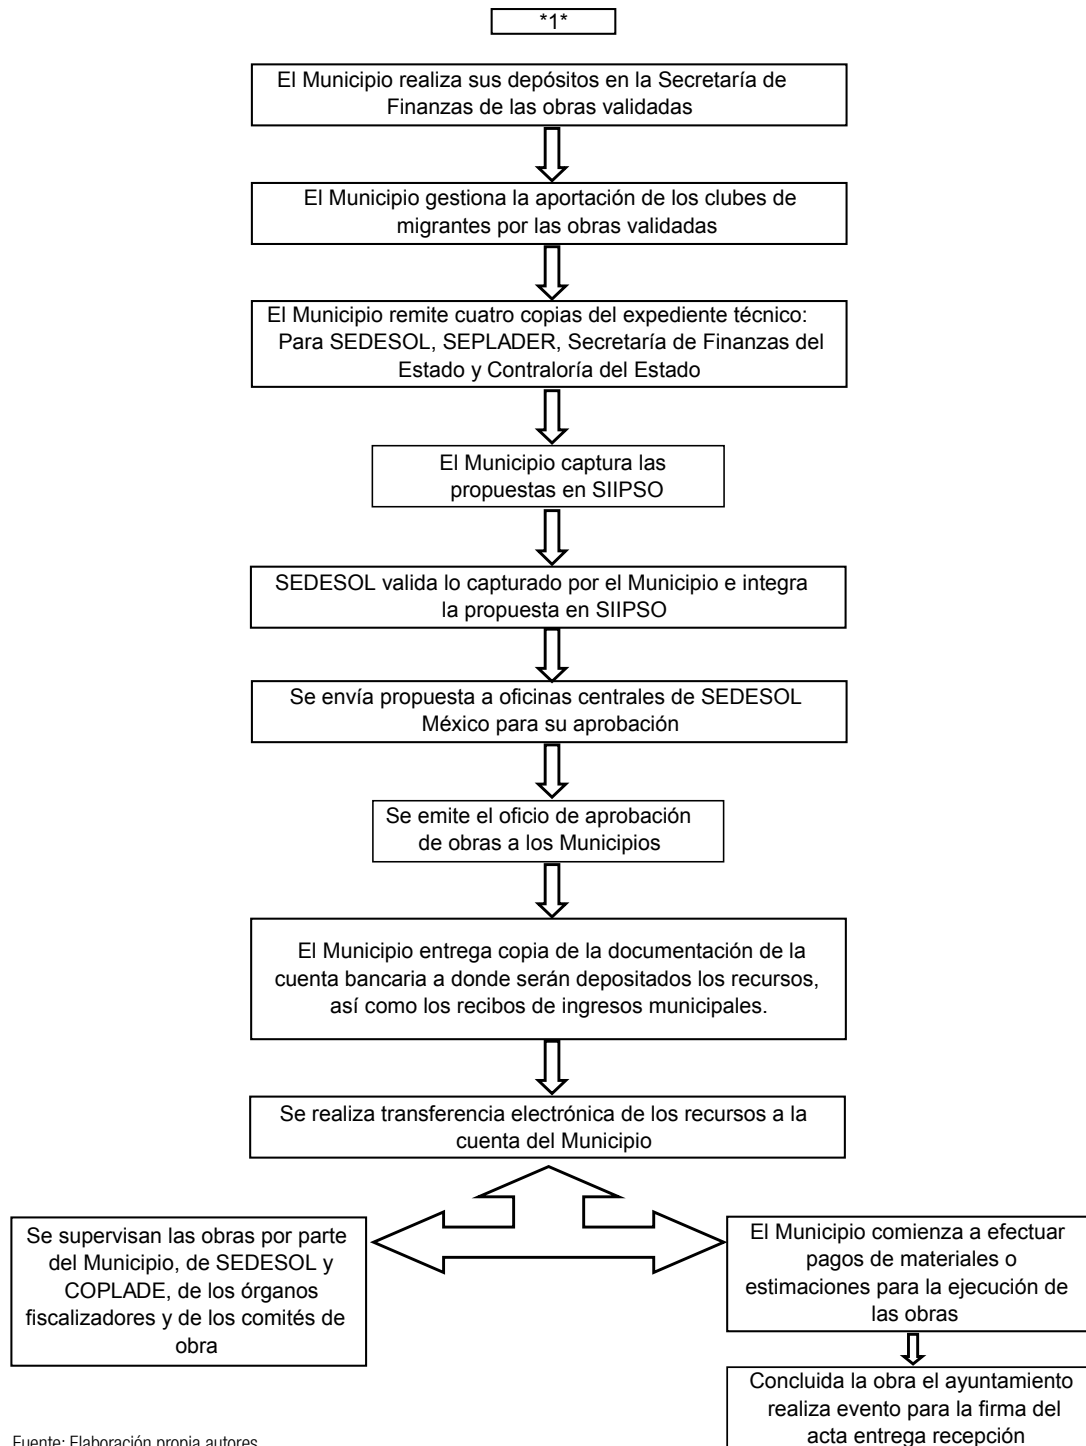 *1*
El Municipio realiza sus depósitos en la Secretaría de
Finanzas de las obras validadas
El Municipio gestiona la aportación de los clubes de
migrantes por las obras validadas
El Municipio remite cuatro copias del expediente técnico:
Para SEDESOL, SEPLADER, Secretaría de Finanzas del
Estado y Contraloría del Estado
El Municipio captura las
propuestas en SIIPSO
SEDESOL valida lo capturado por el Municipio e integra
la propuesta en SIIPSO
Se envía propuesta a oficinas centrales de SEDESOL
México para su aprobación
Se emite el oficio de aprobación
de obras a los Municipios
El Municipio entrega copia de la documentación de la
cuenta bancaria a donde serán depositados los recursos,
así como los recibos de ingresos municipales.
Se realiza transferencia electrónica de los recursos a la
cuenta del Municipio
Se supervisan las obras por parte
del Municipio, de SEDESOL y
COPLADE, de los órganos
fiscalizadores y de los comités de
obra
El Municipio comienza a efectuar
pagos de materiales o
estimaciones para la ejecución de
las obras
Concluida la obra el ayuntamiento
realiza evento para la firma del
acta entrega recepción
Fuente: Elaboración propia autores